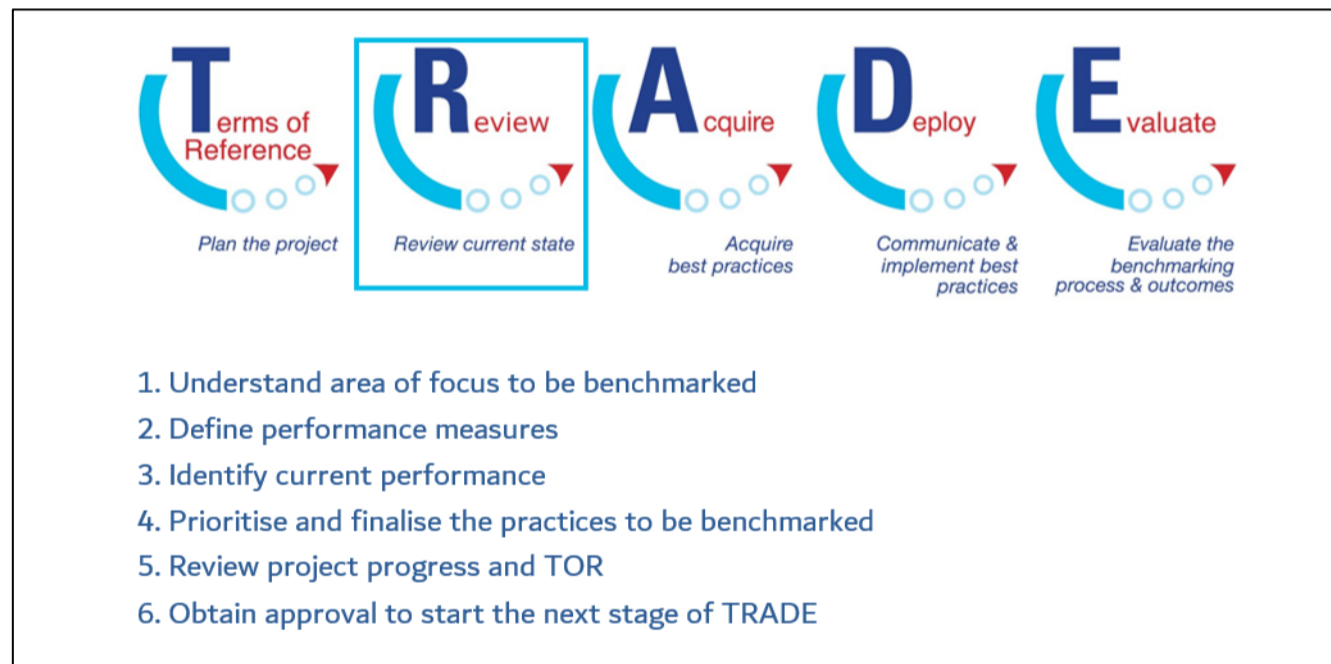 Terms of Reference
Review
Acquire
Deploy
Evaluate
Plan the project
Review current state
Acquire
best practices
Communicate &
implement best
practices
Evaluate the
benchmarking
process & outcomes
1. Understand area of focus to be benchmarked
2. Define performance measures
3. Identify current performance
4. Prioritise and finalise the practices to be benchmarked
5. Review project progress and TOR
6. Obtain approval to start the next stage of TRADE